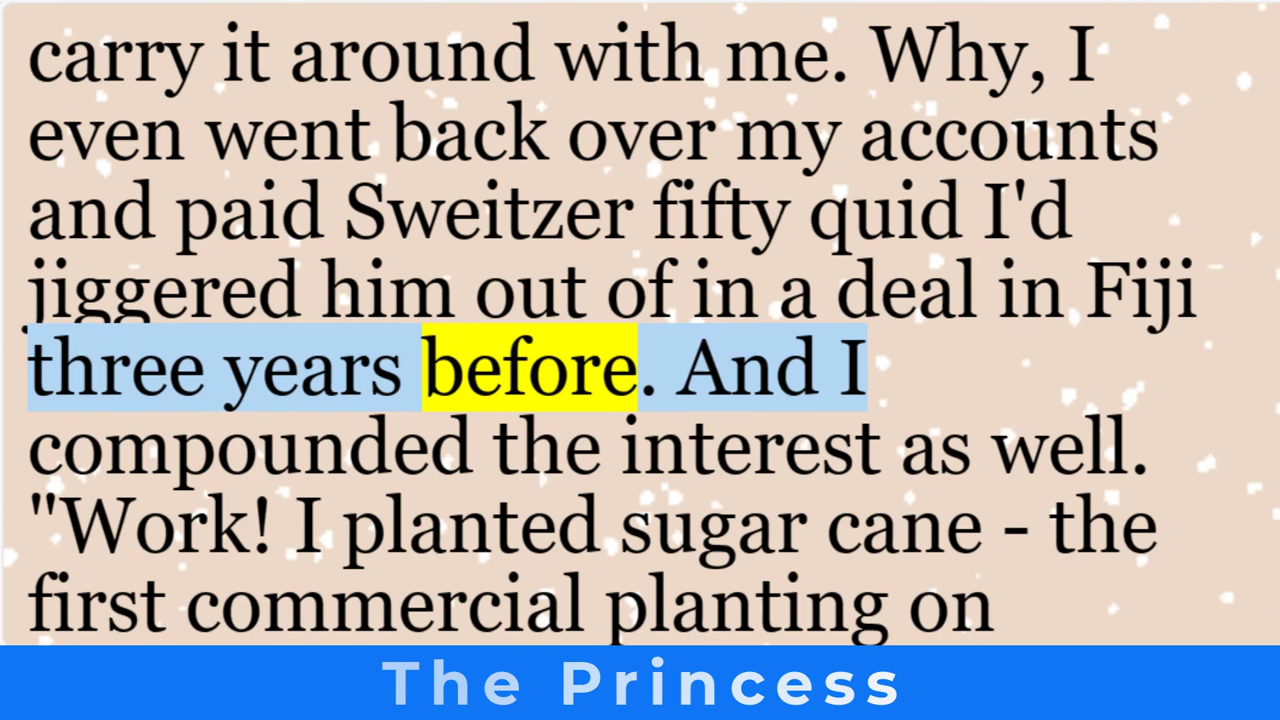 carry it around with me. Why, I
even went back over my accounts
and paid Sweitzer fifty quid I'd
jiggered him out of in a deal in Fiji
three years before. And I
compounded the interest as well.
"Work! I planted sugar cane - the
first commercial planting on
The Princess